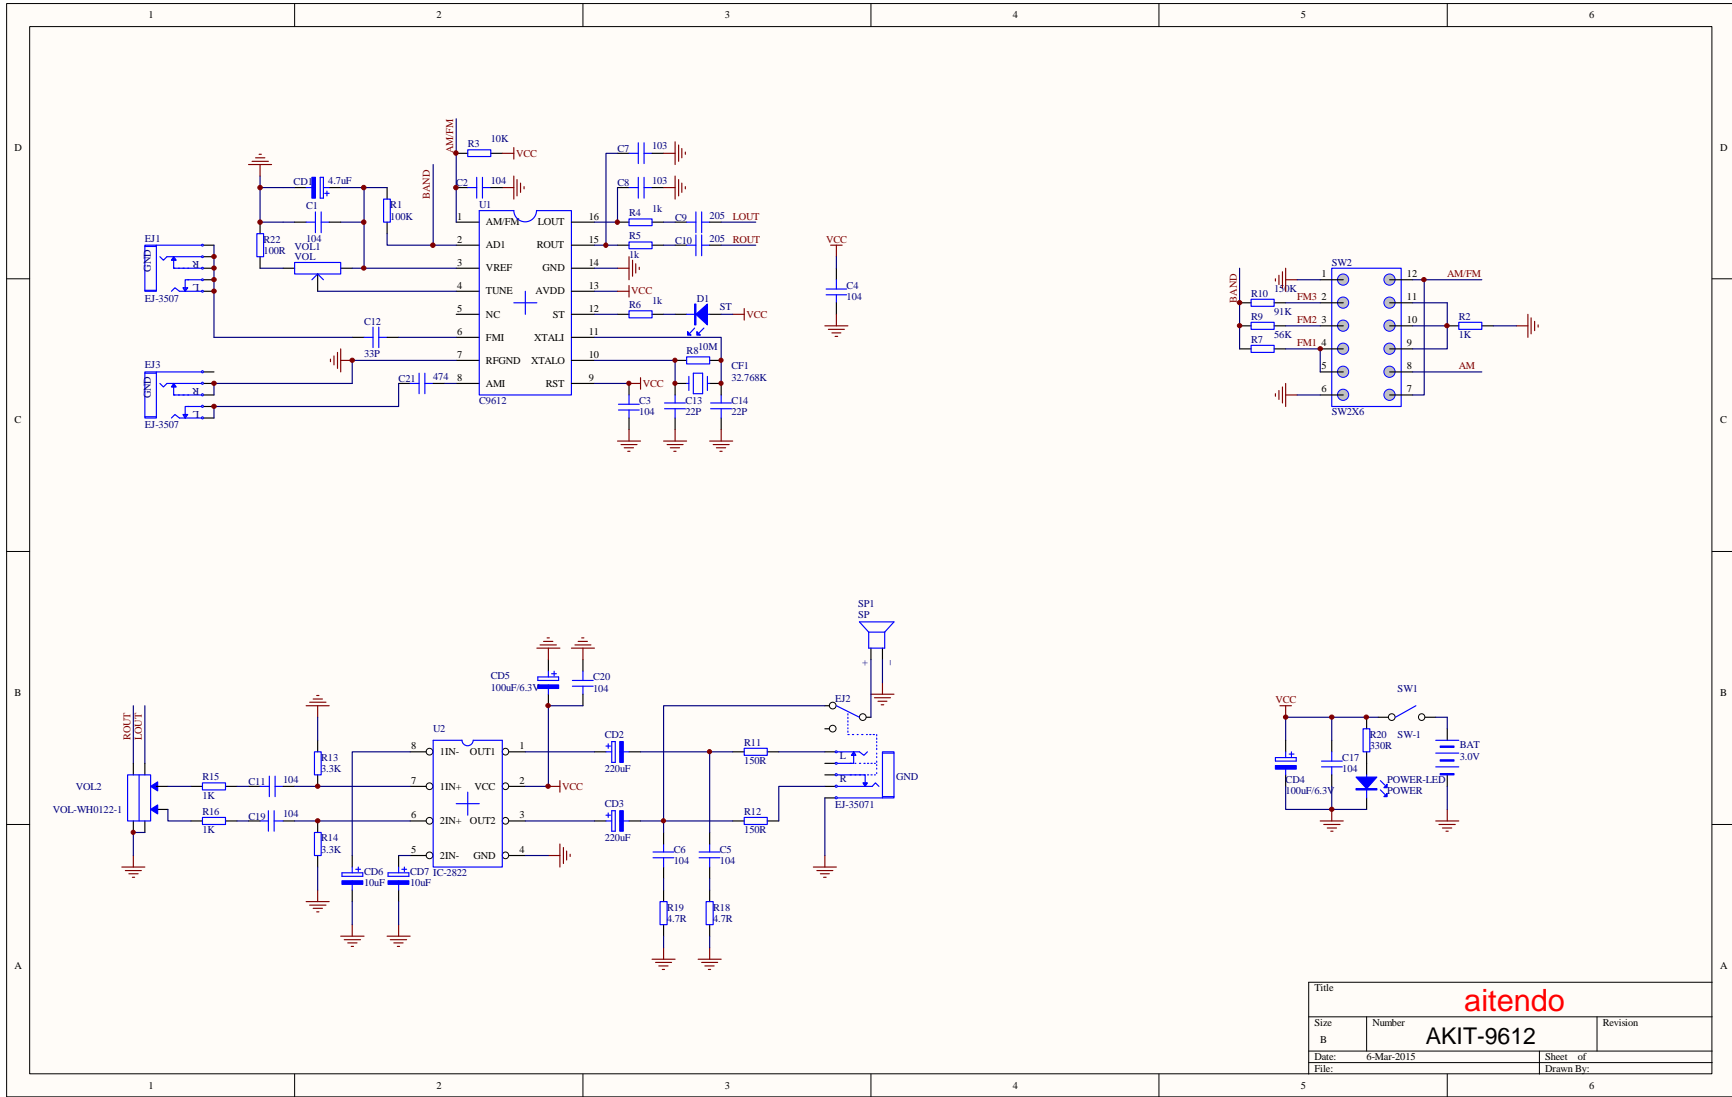 1 2 3 4 5 6
D
C
B
A
D
C
B
A
1 2 3 4 5 6
AM/FM
R3 10K
VCC
BAND
C2 104
CD1 4.7uF
C1
104
R1
100K
R22
100R
VOL1
VOL
EJ1
GND
R
L
EJ-3507
EJ3
GND
R
L
EJ-3507
C12
33P
C21 474
U1
1 AM/FM LOUT 16
2 AD1 ROUT 15
3 VREF GND 14
4 TUNE AVDD 13
5 NC ST 12
6 FMI XTALI 11
7 RFGND XTALO 10
8 AMI RST 9
C9612
C7 103
C8 103
R4 1k
C9 205 LOUT
R5
1k
C10 205 ROUT
VCC
R6 1k
D1
ST
VCC
R8 10M
CF1
32.768K
VCC
C3
104
C13
22P
C14
22P
VCC
C4
104
SW2
BAND
R10 150K
FM3
91K
R9
FM2
56K
R7
FM1
1 12
2 11
3 10
4 9
5 8
6 7
AM/FM
R2
1K
AM
SW2X6
ROUT
LOUT
VOL2
VOL-WH0122-1
R15
1K
C11 104
R16
1K
C19 104
R13
3.3K
R14
3.3K
CD6
10uF
CD7
10uF
CD5
100uF/6.3V
C20
104
U2
8 1IN- OUT1 1
7 1IN+ VCC 2
6 2IN+ OUT2 3
5 2IN- GND 4
IC-2822
VCC
CD2
220uF
CD3
220uF
R11
150R
R12
150R
C6
104
C5
104
R19
4.7R
R18
4.7R
SP1
SP
+ -
EJ2
L
R
GND
EJ-35071
VCC
SW1
SW-1
R20
330R
C17
104
CD4
100uF/6.3V
POWER-LED
POWER
BAT
3.0V
Title
aitendo
Size
B
Number
AKIT-9612
Revision
Date: 6-Mar-2015
Sheet of
File:
Drawn By: